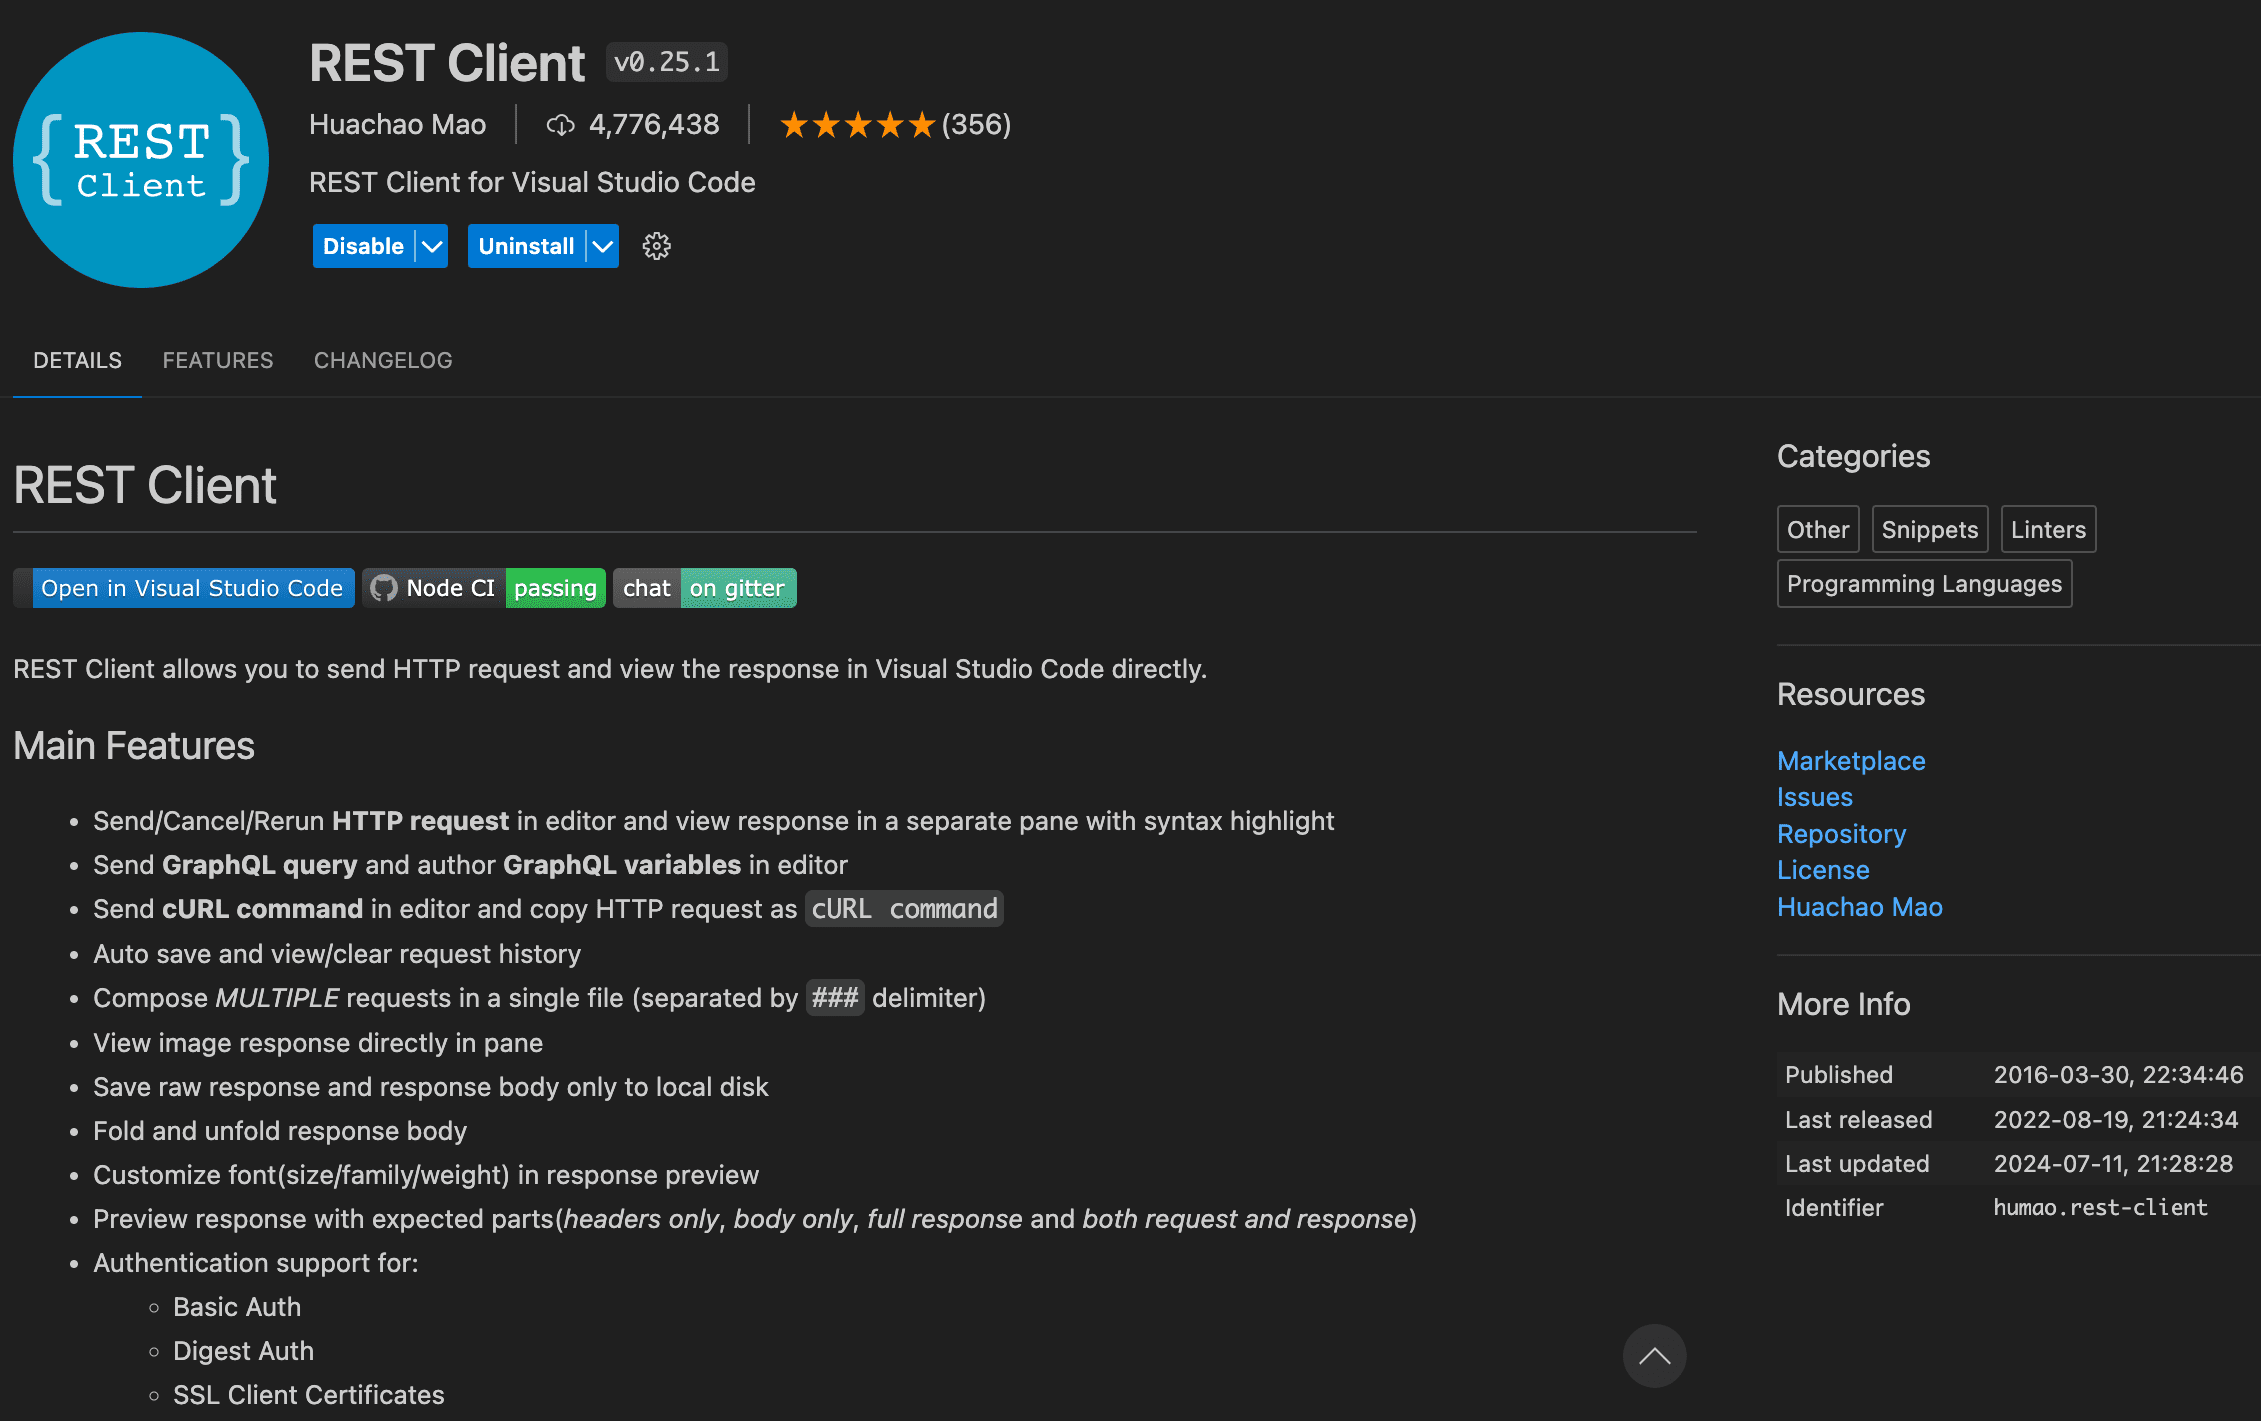 { REST }
Client
REST Client v0.25.1
Huachao Mao 4,776,438 ★★★★★(356)
REST Client for Visual Studio Code
Disable Uninstall
DETAILS FEATURES CHANGELOG
REST Client
Open in Visual Studio Code Node CI passing chat on gitter
REST Client allows you to send HTTP request and view the response in Visual Studio Code directly.
Main Features
• Send/Cancel/Rerun HTTP request in editor and view response in a separate pane with syntax highlight
• Send GraphQL query and author GraphQL variables in editor
• Send cURL command in editor and copy HTTP request as cURL command
• Auto save and view/clear request history
• Compose MULTIPLE requests in a single file (separated by ### delimiter)
• View image response directly in pane
• Save raw response and response body only to local disk
• Fold and unfold response body
• Customize font(size/family/weight) in response preview
• Preview response with expected parts(headers only, body only, full response and both request and response)
• Authentication support for:
◦ Basic Auth
◦ Digest Auth
◦ SSL Client Certificates
Categories
Other Snippets Linters
Programming Languages
Resources
Marketplace
Issues
Repository
License
Huachao Mao
More Info
Published 2016-03-30, 22:34:46
Last released 2022-08-19, 21:24:34
Last updated 2024-07-11, 21:28:28
Identifier humao.rest-client